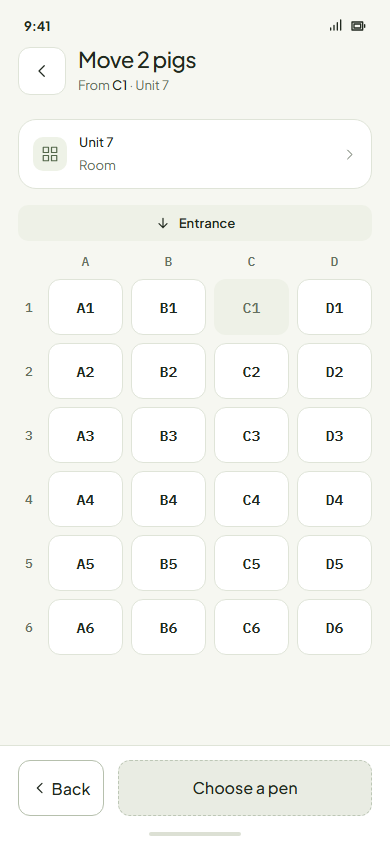 9:41
Move 2 pigs
From C1 · Unit 7
Unit 7
Room
↓ Entrance
A B C D
1 A1 B1 C1 D1
2 A2 B2 C2 D2
3 A3 B3 C3 D3
4 A4 B4 C4 D4
5 A5 B5 C5 D5
6 A6 B6 C6 D6
Back Choose a pen